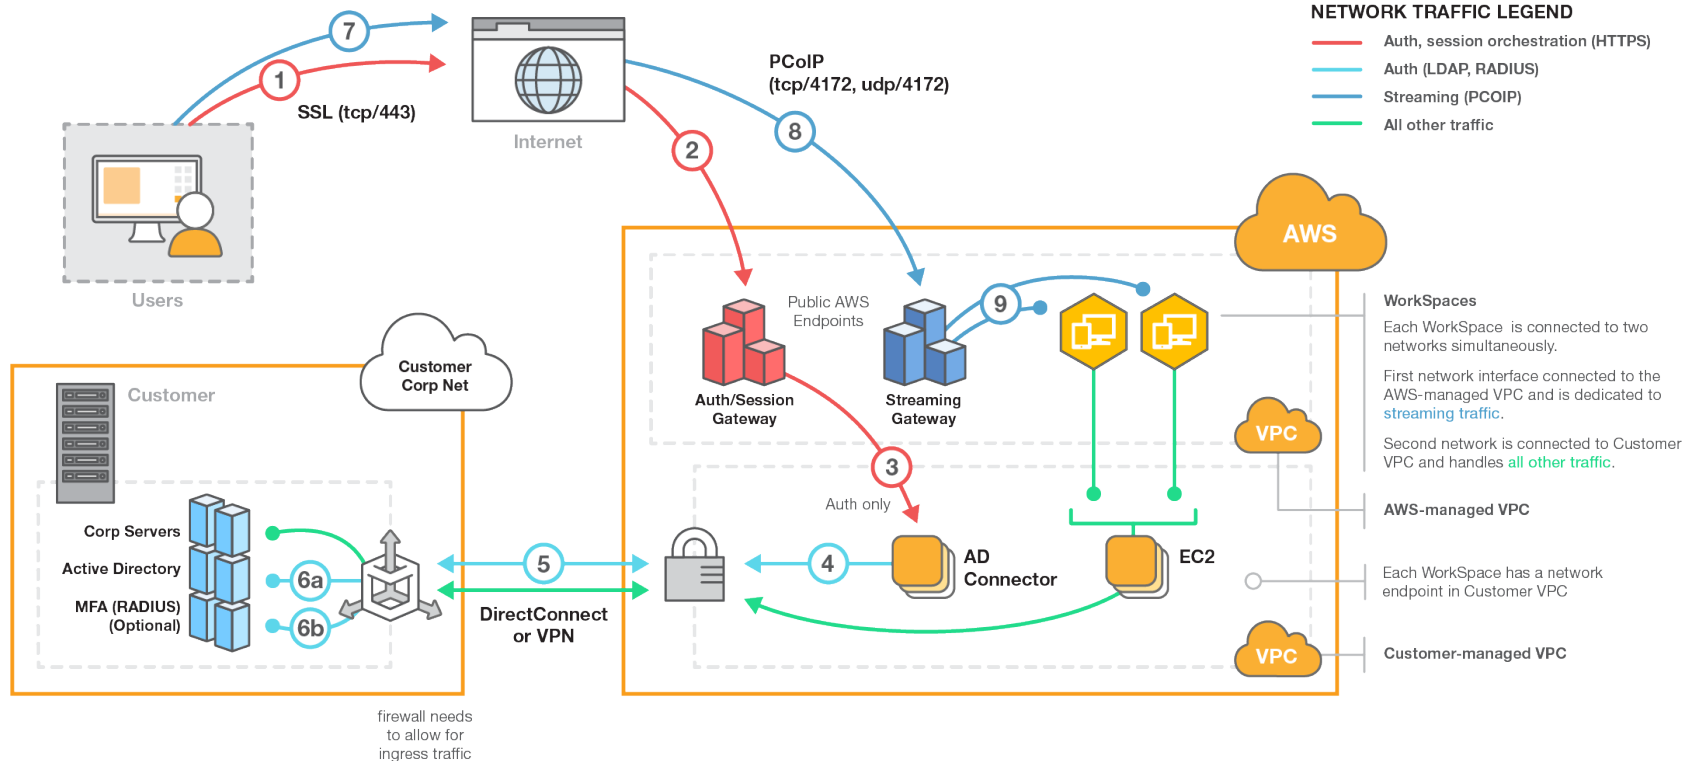 NETWORK TRAFFIC LEGEND
Auth, session orchestration (HTTPS)
Auth (LDAP, RADIUS)
Streaming (PCOIP)
All other traffic
7
1
SSL (tcp/443)
Internet
PCoIP
(tcp/4172, udp/4172)
8
2
Users
AWS
Public AWS
Endpoints
9
Auth/Session
Gateway
Streaming
Gateway
WorkSpaces
Each WorkSpace is connected to two
networks simultaneously.
First network interface connected to the
AWS-managed VPC and is dedicated to
streaming traffic.
Second network is connected to Customer
VPC and handles all other traffic.
VPC
AWS-managed VPC
Customer
Corp Net
Customer
3
Auth only
Corp Servers
Active Directory
6a
MFA (RADIUS)
(Optional)
6b
5
DirectConnect
or VPN
4
AD
Connector
EC2
Each WorkSpace has a network
endpoint in Customer VPC
VPC
Customer-managed VPC
firewall needs
to allow for
ingress traffic